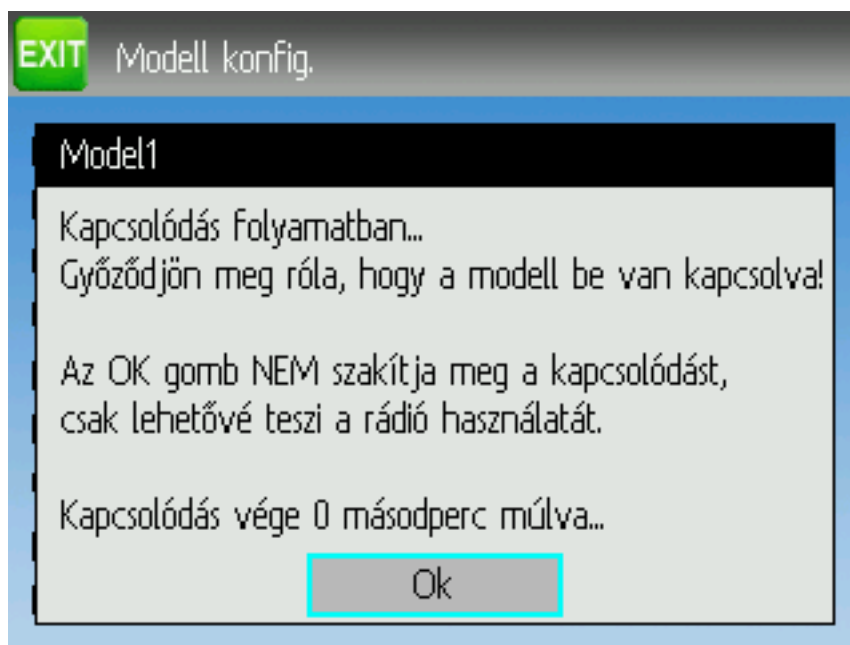 EXIT
Modell konfig.
Model1
Kapcsolódás folyamatban...
Győződjön meg róla, hogy a modell be van kapcsolva!
Az OK gomb NEM szakítja meg a kapcsolódást,
csak lehetővé teszi a rádió használatát.
Kapcsolódás vége 0 másodperc múlva...
Ok